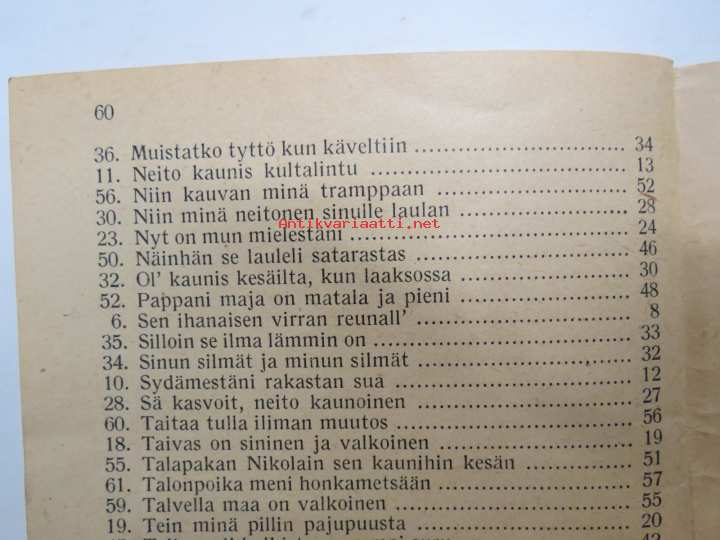 60
36. Muistatko tyttö kun käveltiin ........ 34
11. Neito kaunis kultalintu ........ 13
56. Niin kauvan minä tramppaan ........ 52
30. Niin minä neitonen sinulle laulan ........ 28
Antikvariaatti.net
23. Nyt on mun mielestäni ........ 24
50. Näinhän se lauleli satarastas ........ 46
32. Ol' kaunis kesäilta, kun laaksossa ........ 30
52. Pappani maja on matala ja pieni ........ 48
6. Sen ihanaisen virran reunall' ........ 8
35. Silloin se ilma lämmin on ........ 33
34. Sinun silmät ja minun silmät ........ 32
10. Sydämestäni rakastan sua ........ 12
28. Sä kasvoit, neito kaunoinen ........ 27
60. Taitaa tulla iliman muutos ........ 56
18. Taivas on sininen ja valkoinen ........ 19
55. Talapakan Nikolain sen kaunihin kesän ........ 51
61. Talonpoika meni honkametsään ........ 57
59. Talvella maa on valkoinen ........ 55
19. Tein minä pillin pajupuusta ........ 20